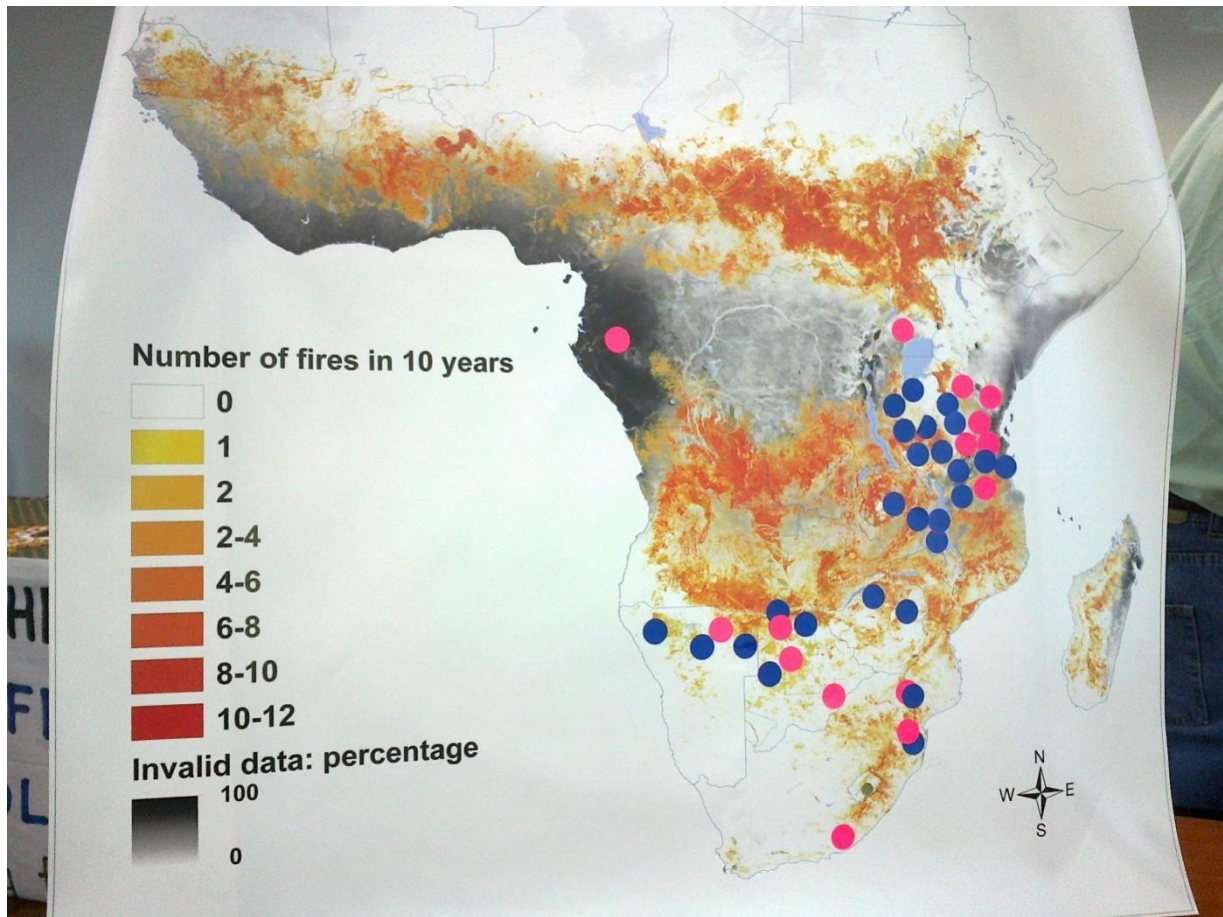 Number of fires in 10 years
0
1
2
2-4
4-6
6-8
8-10
10-12
Invalid data: percentage
100
0
N
W E
S